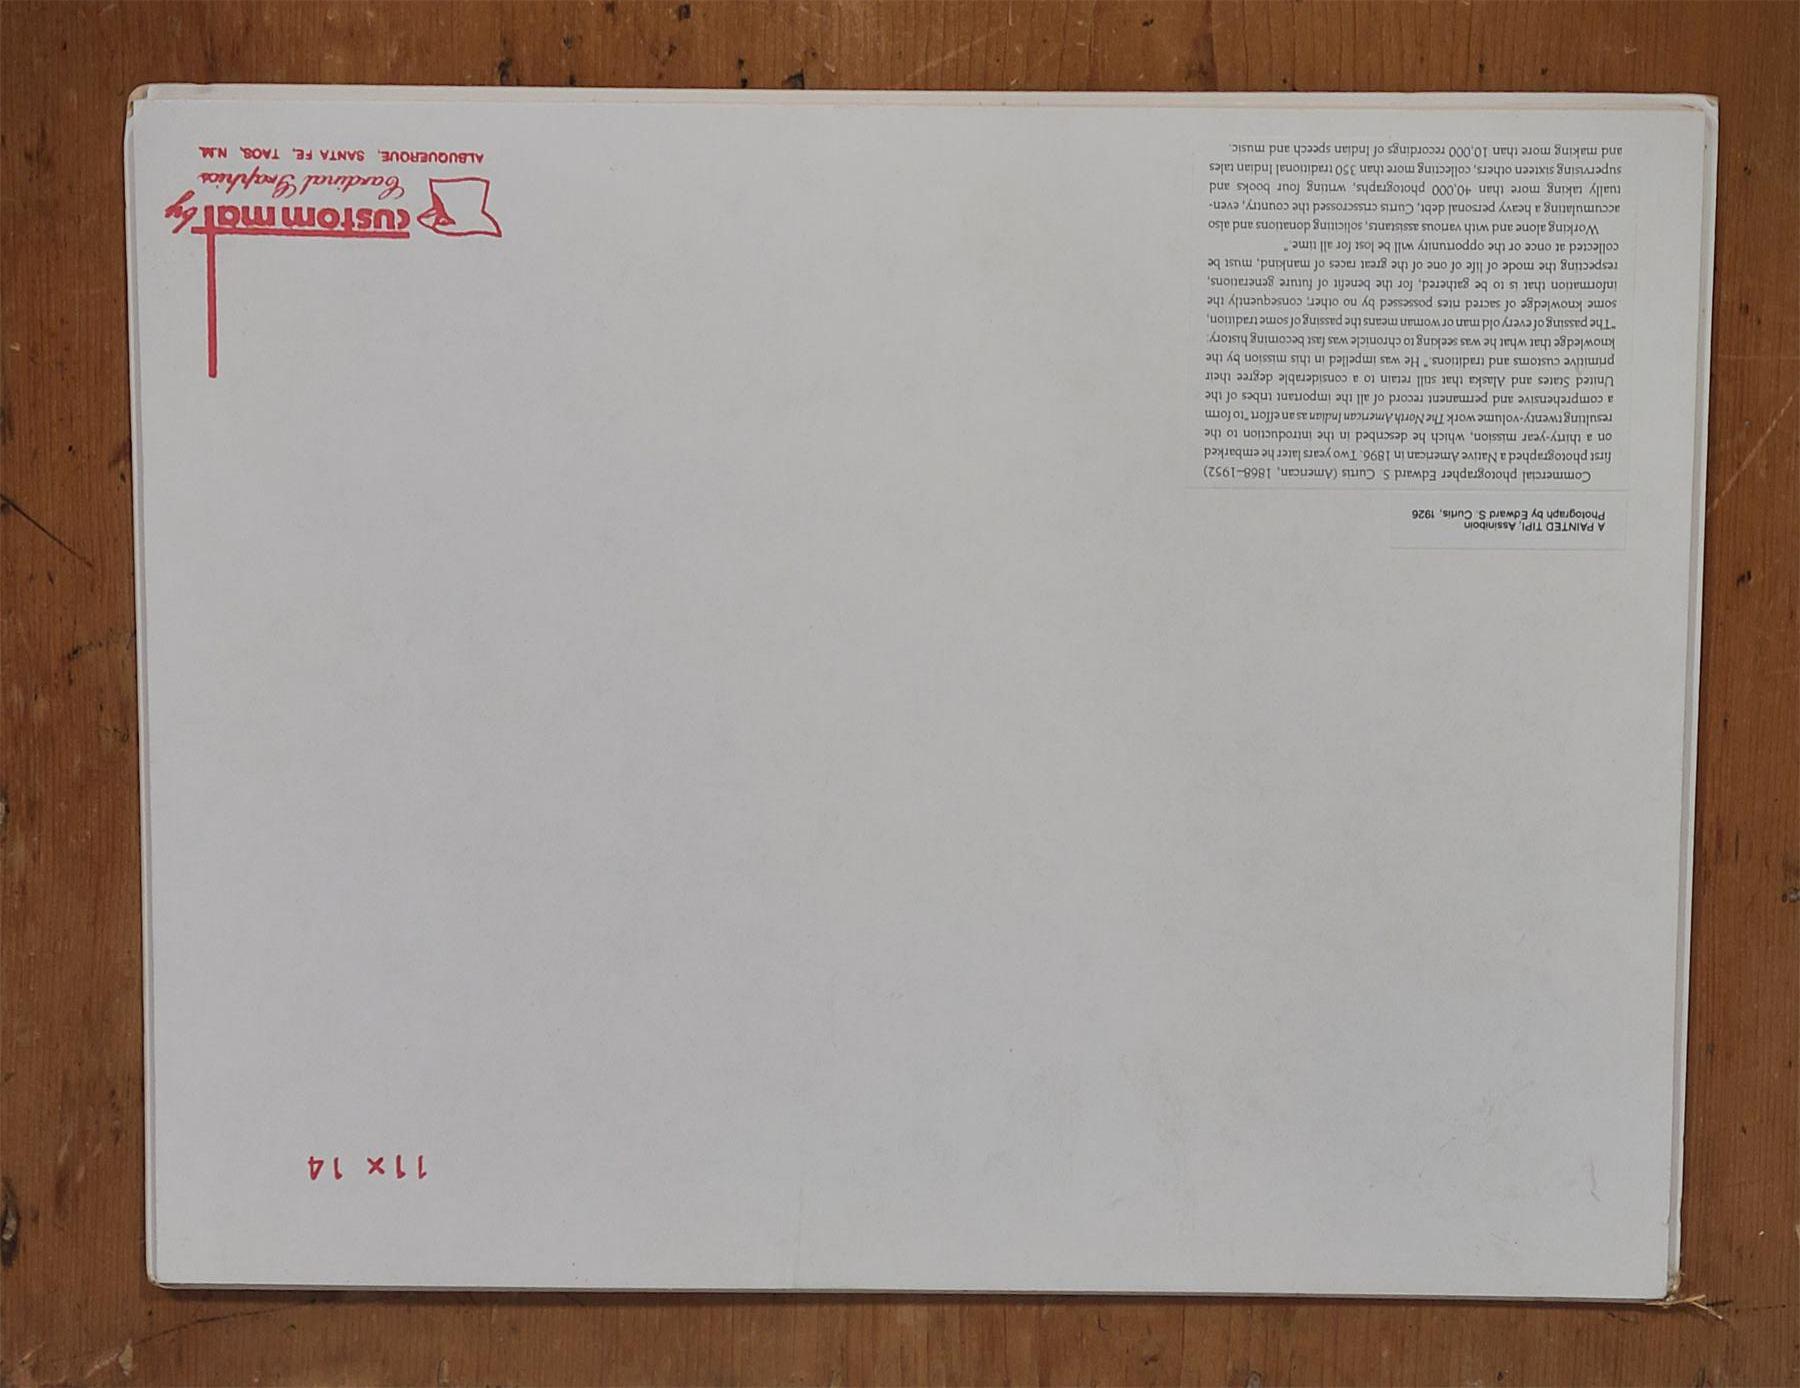 A PAINTED TIPI, Assiniboin
Photograph by Edward S. Curtis, 1926
Commercial photographer Edward S. Curtis (American, 1868–1952)
first photographed a Native American in 1896. Two years later he embarked
on a thirty-year mission, which he described in the introduction to the
resulting twenty-volume work The North American Indian as an effort "to form
a comprehensive and permanent record of all the important tribes of the
United States and Alaska that still retain to a considerable degree their
primitive customs and traditions." He was impelled in this mission by the
knowledge that what he was seeking to chronicle was fast becoming history:
"The passing of every old man or woman means the passing of some tradition,
some knowledge of sacred rites possessed by no other; consequently the
information that is to be gathered, for the benefit of future generations,
respecting the mode of life of one of the great races of mankind, must be
collected at once or the opportunity will be lost for all time."
Working alone and with various assistants, soliciting donations and also
accumulating a heavy personal debt, Curtis crisscrossed the country, even-
tually taking more than 40,000 photographs, writing four books and
supervising sixteen others, collecting more than 350 traditional Indian tales
and making more than 10,000 recordings of Indian speech and music.
11 x 14
custom mat by
Cardinal Graphics
ALBUQUERQUE, SANTA FE, TAOS, N.M.